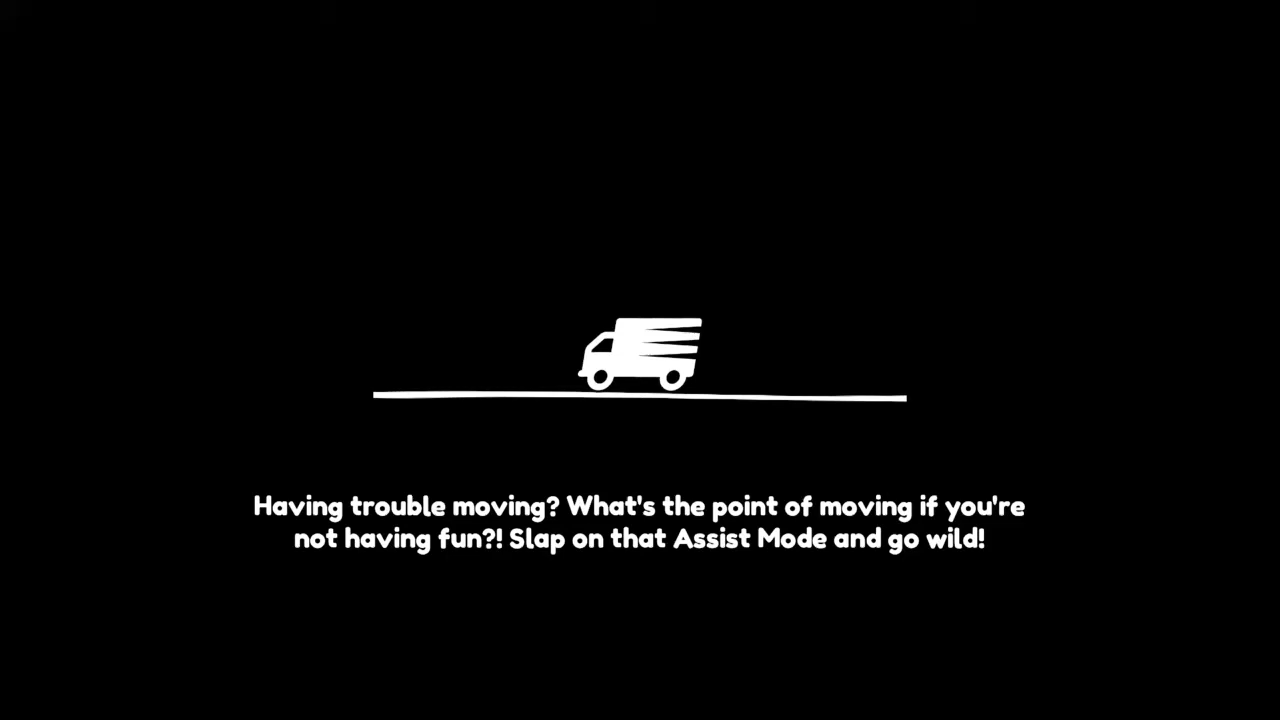 Having trouble moving? What's the point of moving if you're
not having fun?! Slap on that Assist Mode and go wild!